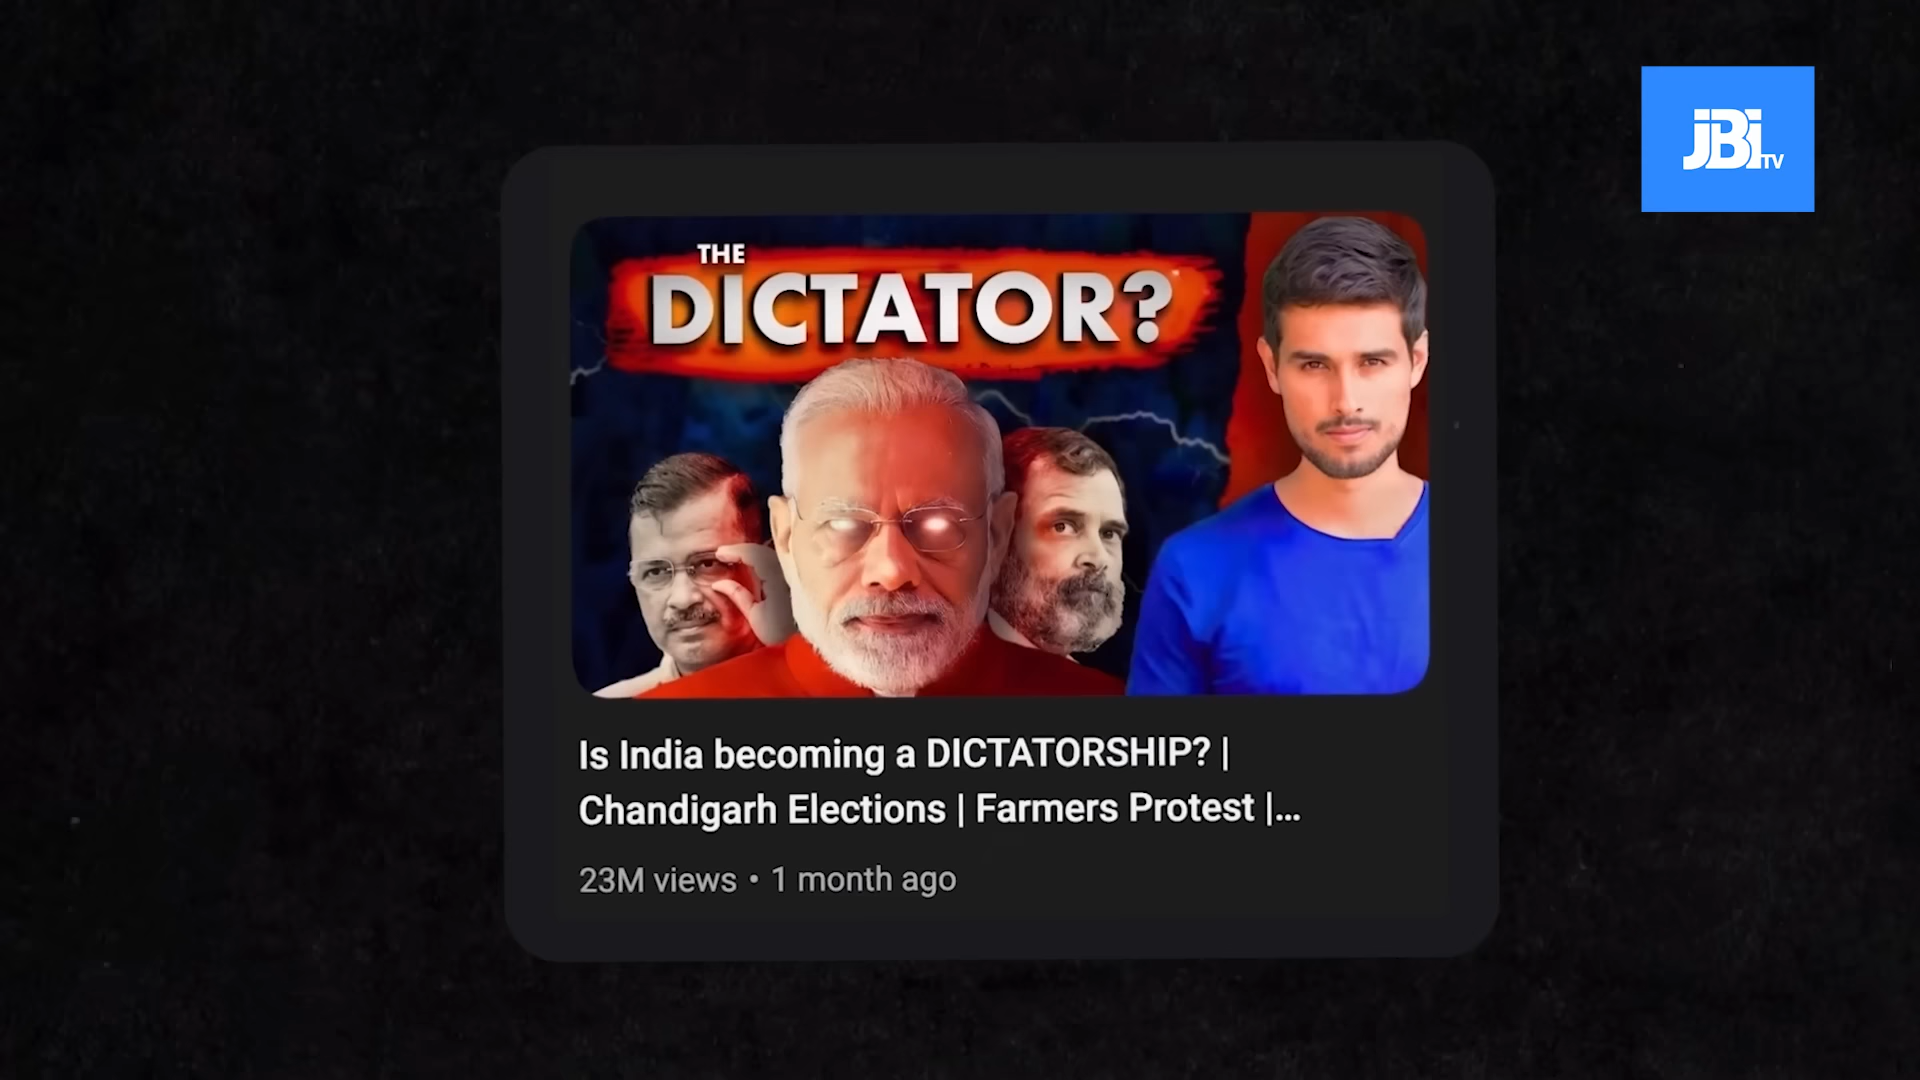 JBi TV
THE
DICTATOR?
Is India becoming a DICTATORSHIP? |
Chandigarh Elections | Farmers Protest |...
23M views • 1 month ago